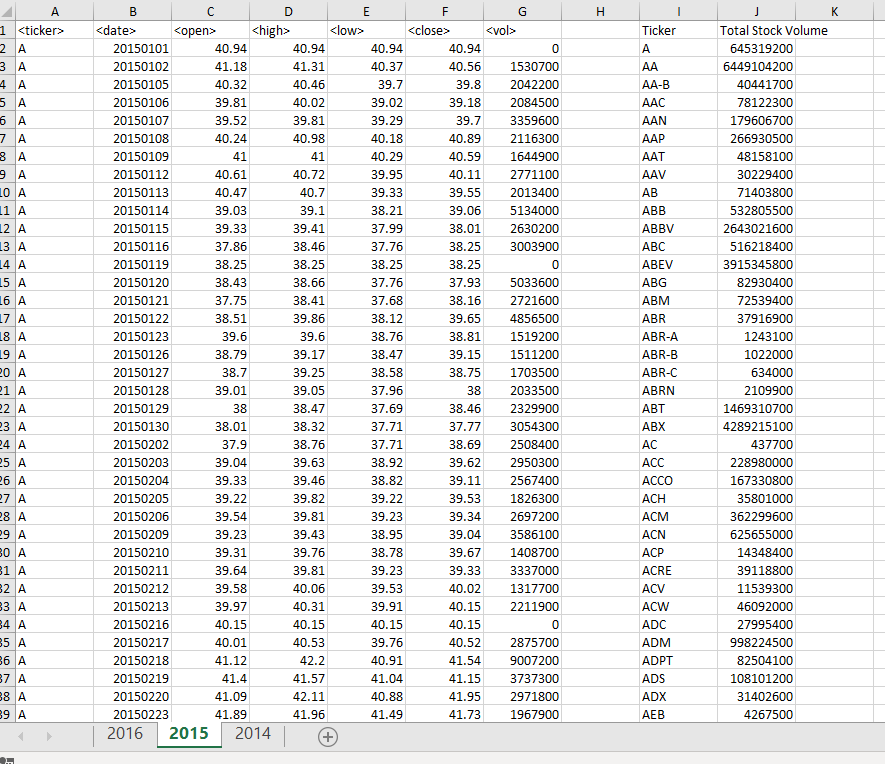 A B C D E F G H I J K
1 <ticker> <date> <open> <high> <low> <close> <vol> Ticker Total Stock Volume
2 A 20150101 40.94 40.94 40.94 40.94 0 A 645319200
3 A 20150102 41.18 41.31 40.37 40.56 1530700 AA 6449104200
4 A 20150105 40.32 40.46 39.7 39.8 2042200 AA-B 40441700
5 A 20150106 39.81 40.02 39.02 39.18 2084500 AAC 78122300
6 A 20150107 39.52 39.81 39.29 39.7 3359600 AAN 179606700
7 A 20150108 40.24 40.98 40.18 40.89 2116300 AAP 266930500
8 A 20150109 41 41 40.29 40.59 1644900 AAT 48158100
9 A 20150112 40.61 40.72 39.95 40.11 2771100 AAV 30229400
10 A 20150113 40.47 40.7 39.33 39.55 2013400 AB 71403800
11 A 20150114 39.03 39.1 38.21 39.06 5134000 ABB 532805500
12 A 20150115 39.33 39.41 37.99 38.01 2630200 ABBV 2643021600
13 A 20150116 37.86 38.46 37.76 38.25 3003900 ABC 516218400
14 A 20150119 38.25 38.25 38.25 38.25 0 ABEV 3915345800
15 A 20150120 38.43 38.66 37.76 37.93 5033600 ABG 82930400
16 A 20150121 37.75 38.41 37.68 38.16 2721600 ABM 72539400
17 A 20150122 38.51 39.86 38.12 39.65 4856500 ABR 37916900
18 A 20150123 39.6 39.6 38.76 38.81 1519200 ABR-A 1243100
19 A 20150126 38.79 39.17 38.47 39.15 1511200 ABR-B 1022000
20 A 20150127 38.7 39.25 38.58 38.75 1703500 ABR-C 634000
21 A 20150128 39.01 39.05 37.96 38 2033500 ABRN 2109900
22 A 20150129 38 38.47 37.69 38.46 2329900 ABT 1469310700
23 A 20150130 38.01 38.32 37.71 37.77 3054300 ABX 4289215100
24 A 20150202 37.9 38.76 37.71 38.69 2508400 AC 437700
25 A 20150203 39.04 39.63 38.92 39.62 2950300 ACC 228980000
26 A 20150204 39.33 39.46 38.82 39.11 2567400 ACCO 167330800
27 A 20150205 39.22 39.82 39.22 39.53 1826300 ACH 35801000
28 A 20150206 39.54 39.81 39.23 39.34 2697200 ACM 362299600
29 A 20150209 39.23 39.43 38.95 39.04 3586100 ACN 625655000
30 A 20150210 39.31 39.76 38.78 39.67 1408700 ACP 14348400
31 A 20150211 39.64 39.81 39.23 39.33 3337000 ACRE 39118800
32 A 20150212 39.58 40.06 39.53 40.02 1317700 ACV 11539300
33 A 20150213 39.97 40.31 39.91 40.15 2211900 ACW 46092000
34 A 20150216 40.15 40.15 40.15 40.15 0 ADC 27995400
35 A 20150217 40.01 40.53 39.76 40.52 2875700 ADM 998224500
36 A 20150218 41.12 42.2 40.91 41.54 9007200 ADPT 82504100
37 A 20150219 41.4 41.57 41.04 41.15 3737300 ADS 108101200
38 A 20150220 41.09 42.11 40.88 41.95 2971800 ADX 31402600
39 A 20150223 41.89 41.96 41.49 41.73 1967900 AEB 4267500
2016 2015 2014